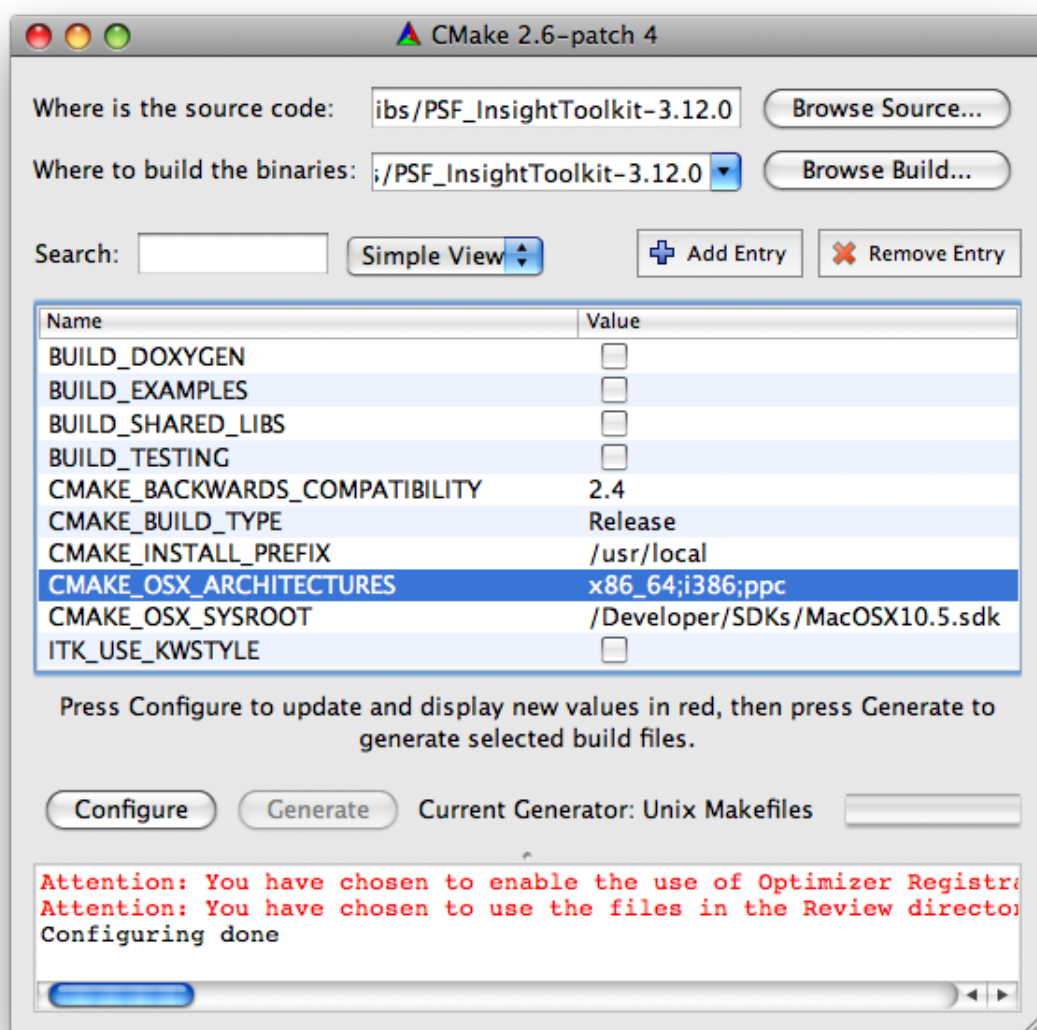 CMake 2.6-patch 4
Where is the source code: ibs/PSF_InsightToolkit-3.12.0 Browse Source...
Where to build the binaries: ;/PSF_InsightToolkit-3.12.0 Browse Build...
Search: Simple View Add Entry Remove Entry
Name Value
BUILD_DOXYGEN
BUILD_EXAMPLES
BUILD_SHARED_LIBS
BUILD_TESTING
CMAKE_BACKWARDS_COMPATIBILITY 2.4
CMAKE_BUILD_TYPE Release
CMAKE_INSTALL_PREFIX /usr/local
CMAKE_OSX_ARCHITECTURES x86_64;i386;ppc
CMAKE_OSX_SYSROOT /Developer/SDKs/MacOSX10.5.sdk
ITK_USE_KWSTYLE
Press Configure to update and display new values in red, then press Generate to
generate selected build files.
Configure Generate Current Generator: Unix Makefiles
Attention: You have chosen to enable the use of Optimizer Registra
Attention: You have chosen to use the files in the Review director
Configuring done